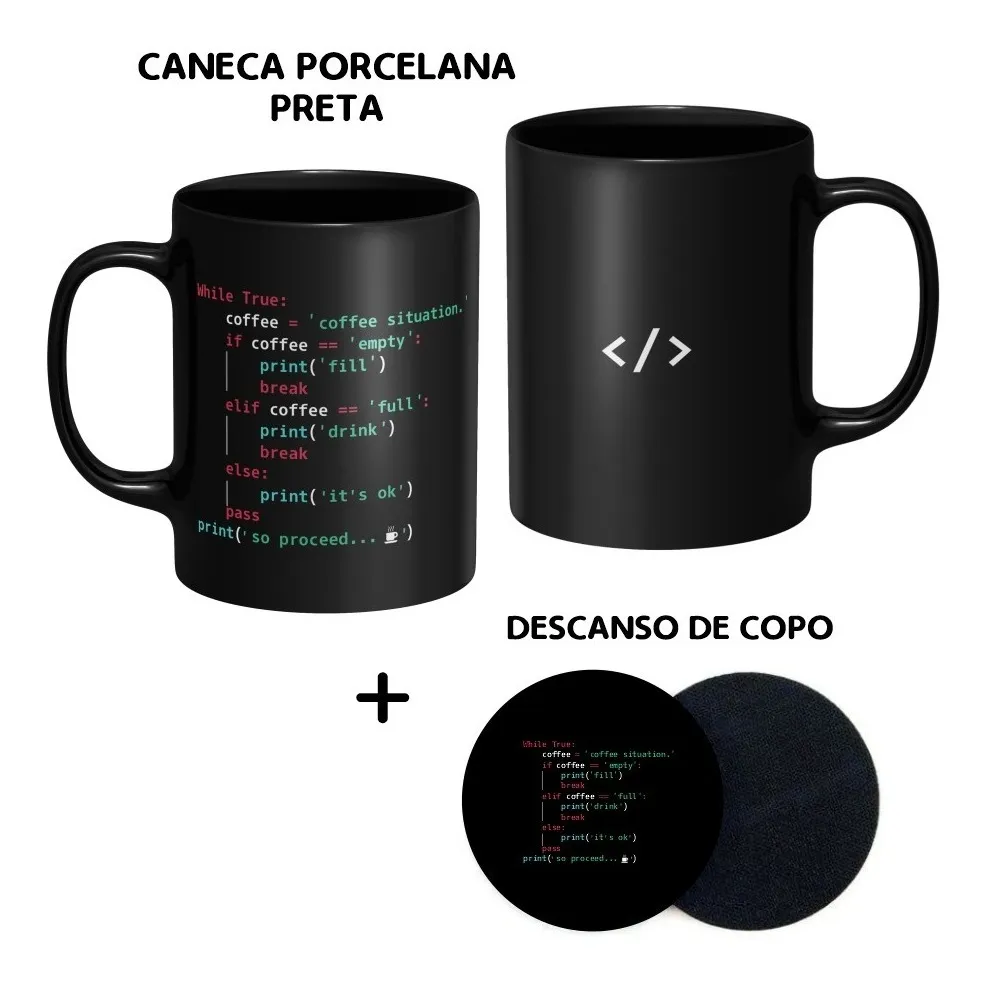 CANECA PORCELANA
PRETA
While True:
coffee = 'coffee situation.'
if coffee == 'empty':
print('fill')
break
elif coffee == 'full':
print('drink')
break
else:
print('it's ok')
pass
print('so proceed... ☕')
</>
DESCANSO DE COPO
+
While True:
coffee = 'coffee situation.'
if coffee == 'empty':
print('fill')
break
elif coffee == 'full':
print('drink')
break
else:
print('it's ok')
pass
print('so proceed... ☕')